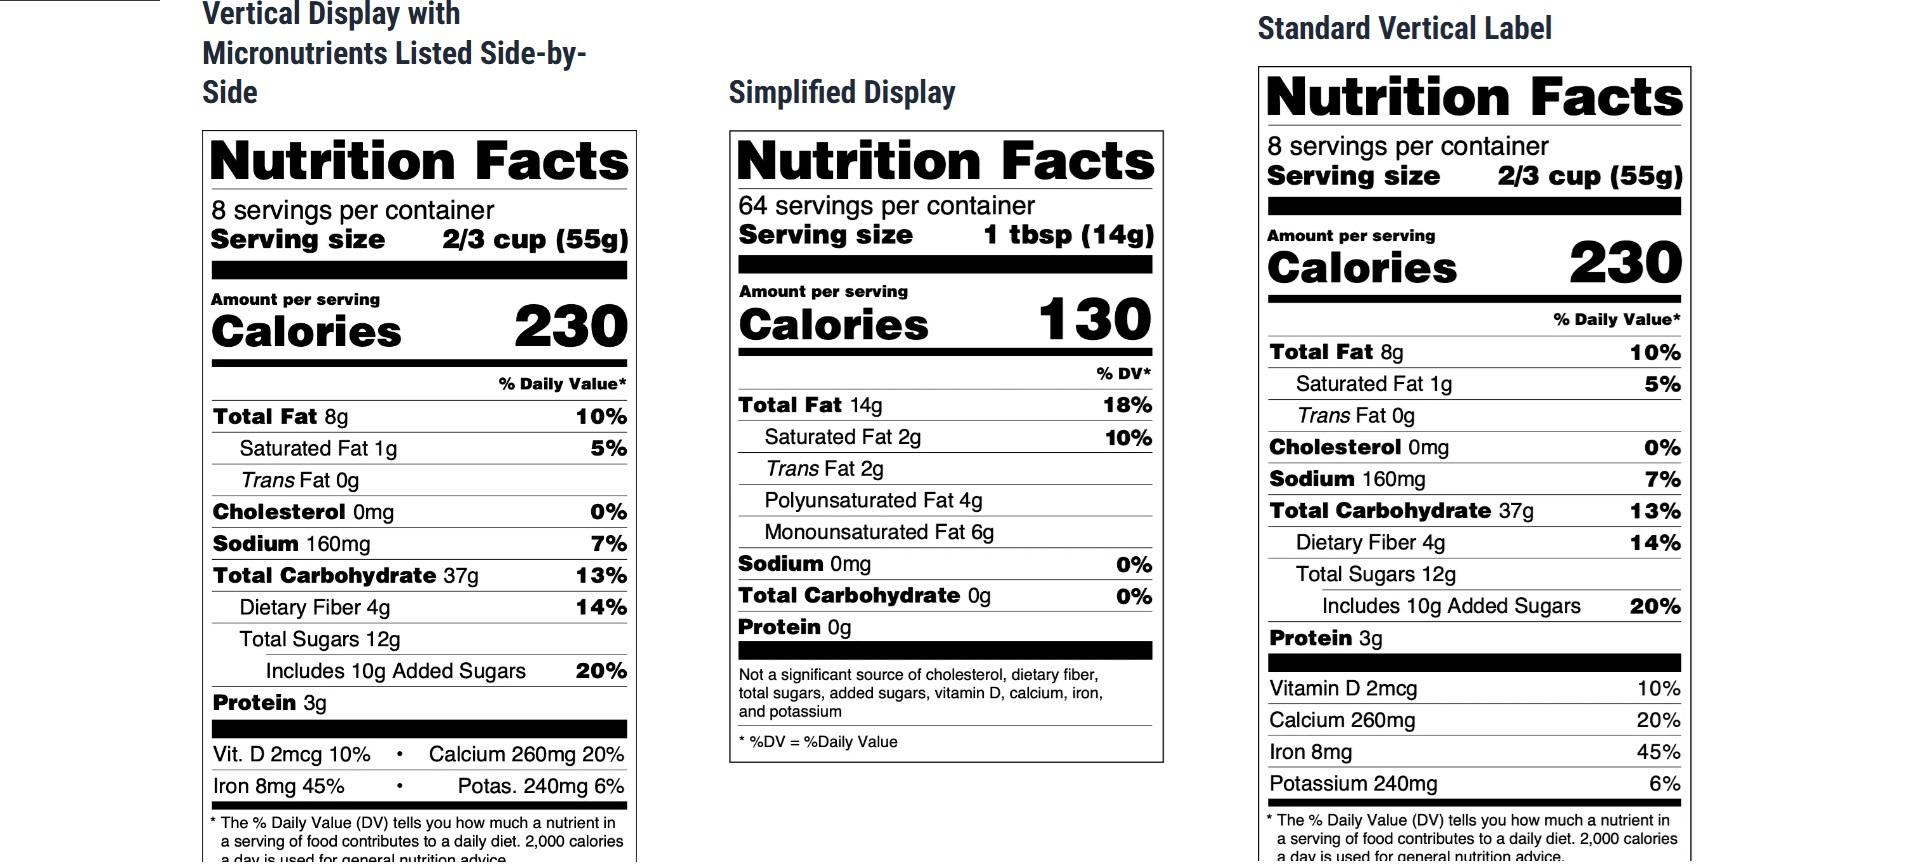 Vertical Display with
Micronutrients Listed Side-by-
Side
Nutrition Facts
8 servings per container
Serving size 2/3 cup (55g)
Amount per serving
Calories 230
% Daily Value*
Total Fat 8g 10%
Saturated Fat 1g 5%
Trans Fat 0g
Cholesterol 0mg 0%
Sodium 160mg 7%
Total Carbohydrate 37g 13%
Dietary Fiber 4g 14%
Total Sugars 12g
Includes 10g Added Sugars 20%
Protein 3g
Vit. D 2mcg 10% • Calcium 260mg 20%
Iron 8mg 45% • Potas. 240mg 6%
* The % Daily Value (DV) tells you how much a nutrient in
a serving of food contributes to a daily diet. 2,000 calories
a day is used for general nutrition advice.
Simplified Display
Nutrition Facts
64 servings per container
Serving size 1 tbsp (14g)
Amount per serving
Calories 130
% DV*
Total Fat 14g 18%
Saturated Fat 2g 10%
Trans Fat 2g
Polyunsaturated Fat 4g
Monounsaturated Fat 6g
Sodium 0mg 0%
Total Carbohydrate 0g 0%
Protein 0g
Not a significant source of cholesterol, dietary fiber,
total sugars, added sugars, vitamin D, calcium, iron,
and potassium
* %DV = %Daily Value
Standard Vertical Label
Nutrition Facts
8 servings per container
Serving size 2/3 cup (55g)
Amount per serving
Calories 230
% Daily Value*
Total Fat 8g 10%
Saturated Fat 1g 5%
Trans Fat 0g
Cholesterol 0mg 0%
Sodium 160mg 7%
Total Carbohydrate 37g 13%
Dietary Fiber 4g 14%
Total Sugars 12g
Includes 10g Added Sugars 20%
Protein 3g
Vitamin D 2mcg 10%
Calcium 260mg 20%
Iron 8mg 45%
Potassium 240mg 6%
* The % Daily Value (DV) tells you how much a nutrient in
a serving of food contributes to a daily diet. 2,000 calories
a day is used for general nutrition advice.